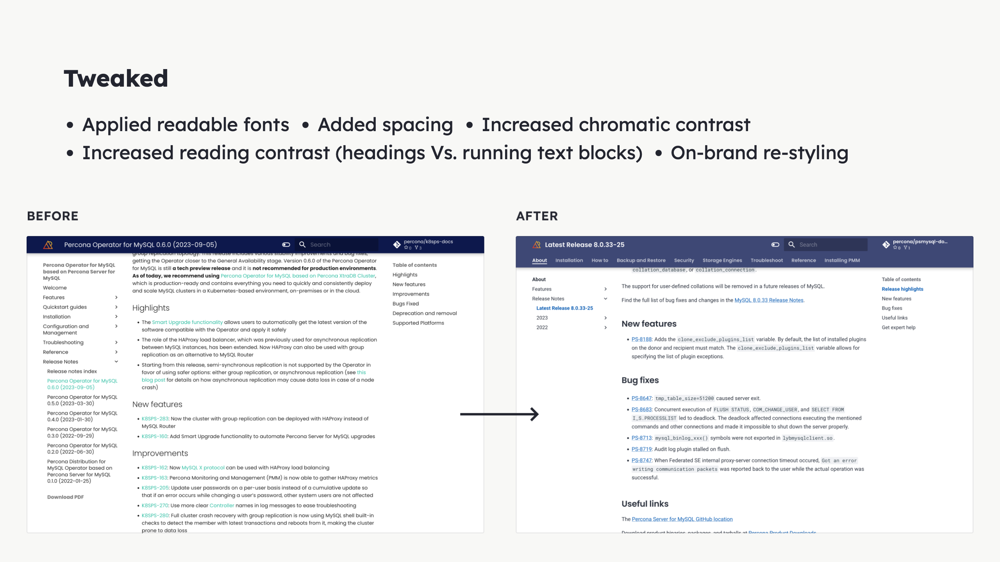 Tweaked
• Applied readable fonts • Added spacing • Increased chromatic contrast
• Increased reading contrast (headings Vs. running text blocks) • On-brand re-styling
BEFORE
Percona Operator for MySQL 0.6.0 (2023-09-05)
Search
percona/k8sps-docs
0 3
Percona Operator for MySQL
based on Percona Server for
MySQL
Welcome
Features
Quickstart guides
Installation
Configuration and
Management
Troubleshooting
Reference
Release Notes
Release notes index
Percona Operator for MySQL
0.6.0 (2023-09-05)
Percona Operator for MySQL
0.5.0 (2023-03-30)
Percona Operator for MySQL
0.4.0 (2023-01-30)
Percona Operator for MySQL
0.3.0 (2022-09-29)
Percona Operator for MySQL
0.2.0 (2022-06-30)
Percona Distribution for
MySQL Operator based on
Percona Server for MySQL
0.1.0 (2022-01-25)
Download PDF
group replication topology. This release includes various stability improvements and bug fixes,
getting the Operator closer to the General Availability stage. Version 0.6.0 of the Percona Operator
for MySQL is still a tech preview release and it is not recommended for production environments.
As of today, we recommend using Percona Operator for MySQL based on Percona XtraDB Cluster,
which is production-ready and contains everything you need to quickly and consistently deploy
and scale MySQL clusters in a Kubernetes-based environment, on-premises or in the cloud.
Highlights
• The Smart Upgrade functionality allows users to automatically get the latest version of the
software compatible with the Operator and apply it safely
• The role of the HAProxy load balancer, which was previously used for asynchronous replication
between MySQL instances, has been extended. Now HAProxy can also be used with group
replication as an alternative to MySQL Router
• Starting from this release, semi-synchronous replication is not supported by the Operator in
favor of using safer options: either group replication, or asynchronous replication (see this
blog post for details on how asynchronous replication may cause data loss in case of a node
crash)
New features
• K8SPS-283: Now the cluster with group replication can be deployed with HAProxy instead of
MySQL Router
• K8SPS-160: Add Smart Upgrade functionality to automate Percona Server for MySQL upgrades
Improvements
• K8SPS-162: Now MySQL X protocol can be used with HAProxy load balancing
• K8SPS-163: Percona Monitoring and Management (PMM) is now able to gather HAProxy metrics
• K8SPS-205: Update user passwords on a per-user basis instead of a cumulative update so
that if an error occurs while changing a user's password, other system users are not affected
• K8SPS-270: Use more clear Controller names in log messages to ease troubleshooting
• K8SPS-280: Full cluster crash recovery with group replication is now using MySQL shell built-in
checks to detect the member with latest transactions and reboots from it, making the cluster
prone to data loss
Table of contents
Highlights
New features
Improvements
Bugs Fixed
Deprecation and removal
Supported Platforms
AFTER
Latest Release 8.0.33-25
Search
percona/psmysql-do...
0 1
About Installation How to Backup and Restore Security Storage Engines Troubleshoot Reference Installing PMM
About
Features
Release Notes
Latest Release 8.0.33-25
2023
2022
collation_database, or collation_connection.
The support for user-defined collations will be removed in a future releases of MySQL.
Find the full list of bug fixes and changes in the MySQL 8.0.33 Release Notes.
New features
• PS-8188: Adds the clone_exclude_plugins_list variable. By default, the list of installed plugins
on the donor and recipient must match. The clone_exclude_plugins_list variable allows for
specifying the list of plugin exceptions.
Bug fixes
• PS-8647: tmp_table_size=51200 caused server exit.
• PS-8683: Concurrent execution of FLUSH STATUS, COM_CHANGE_USER, and SELECT FROM
I_S.PROCESSLIST led to deadlock. The deadlock affected connections executing the mentioned
commands and other connections and made it impossible to shut down the server properly.
• PS-8713: mysql_binlog_xxx() symbols were not exported in lybmysqlclient.so.
• PS-8719: Audit log plugin stalled on flush.
• PS-8747: When Federated SE internal proxy-server connection timeout occured, Got an error
writing communication packets was reported back to the user while the actual operation was
successful.
Useful links
The Percona Server for MySQL GitHub location
Download product binaries, packages, and tarballs at Percona Product Downloads
Table of contents
Release highlights
New features
Bug fixes
Useful links
Get expert help